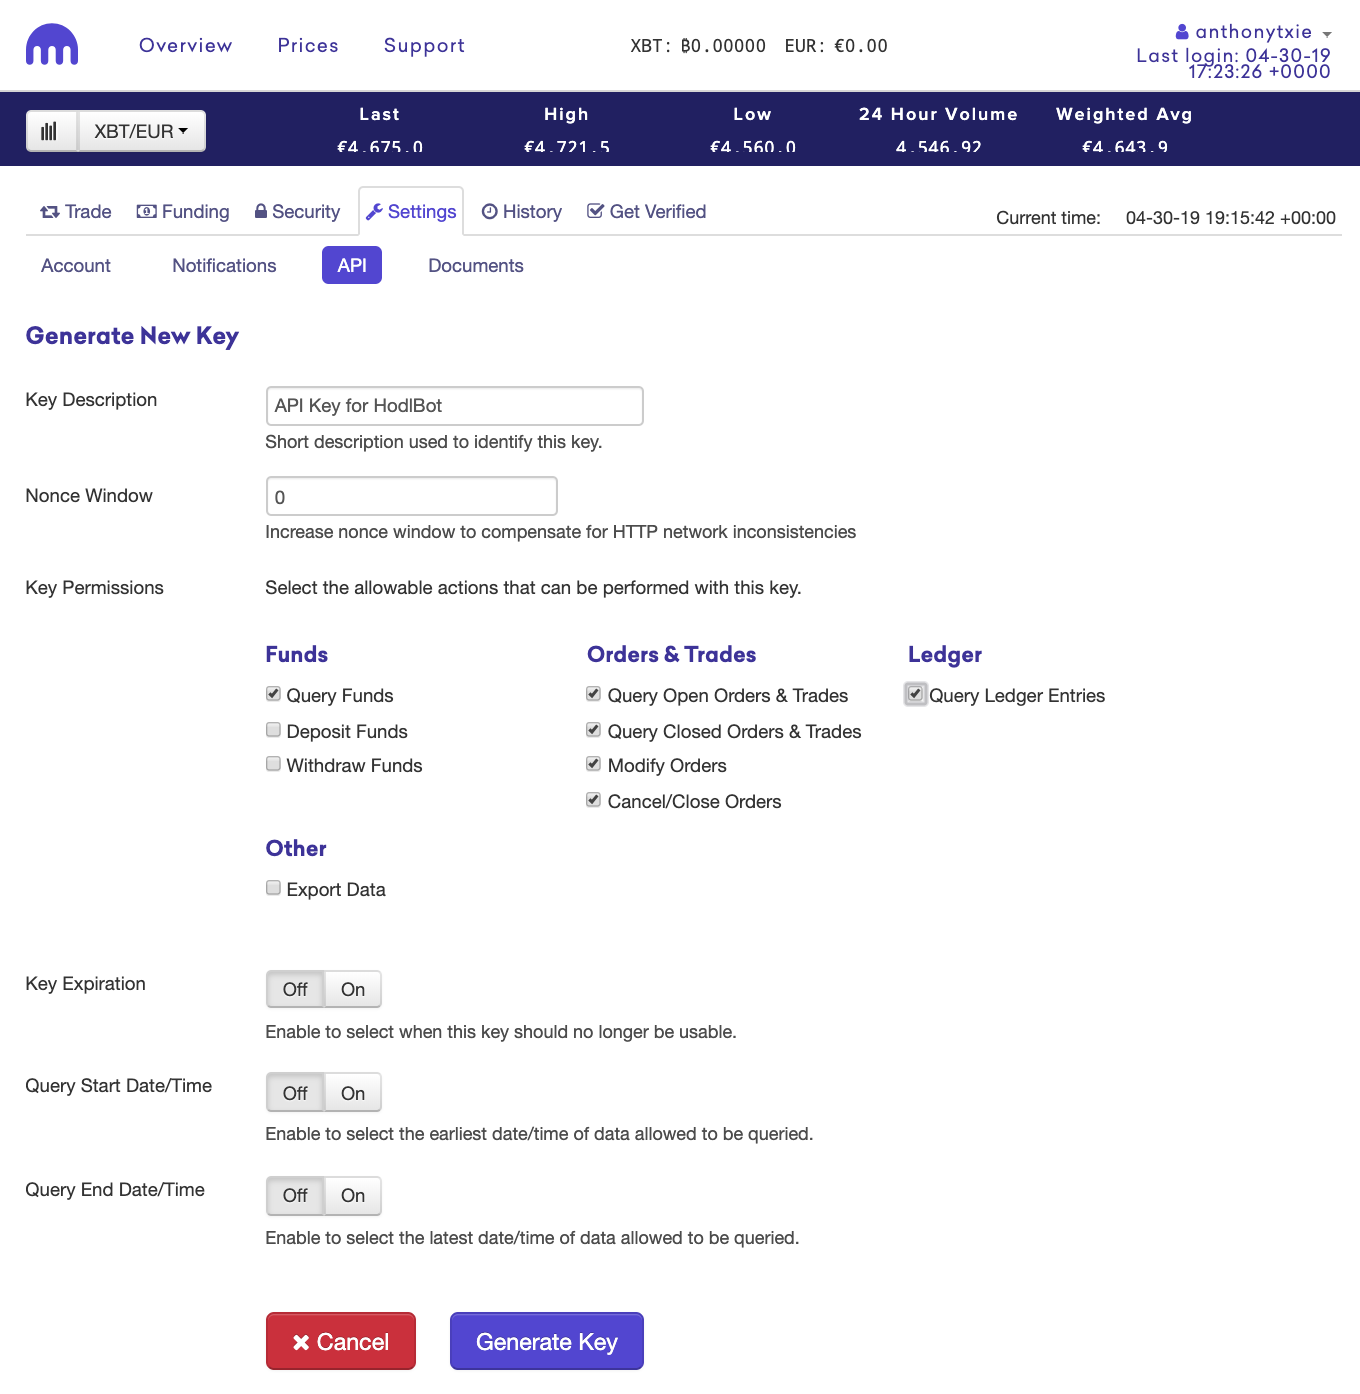 Overview Prices Support XBT: ฿0.00000 EUR: €0.00 anthonytxie
Last login: 04-30-19
17:23:26 +0000
XBT/EUR Last High Low 24 Hour Volume Weighted Avg
€4,675.0 €4,721.5 €4,560.0 4,546.92 €4,643.9
Trade Funding Security Settings History Get Verified Current time: 04-30-19 19:15:42 +00:00
Account Notifications API Documents
Generate New Key
Key Description API Key for HodlBot
Short description used to identify this key.
Nonce Window 0
Increase nonce window to compensate for HTTP network inconsistencies
Key Permissions Select the allowable actions that can be performed with this key.
Funds Orders & Trades Ledger
Query Funds Query Open Orders & Trades Query Ledger Entries
Deposit Funds Query Closed Orders & Trades
Withdraw Funds Modify Orders
Cancel/Close Orders
Other
Export Data
Key Expiration Off On
Enable to select when this key should no longer be usable.
Query Start Date/Time Off On
Enable to select the earliest date/time of data allowed to be queried.
Query End Date/Time Off On
Enable to select the latest date/time of data allowed to be queried.
Cancel Generate Key